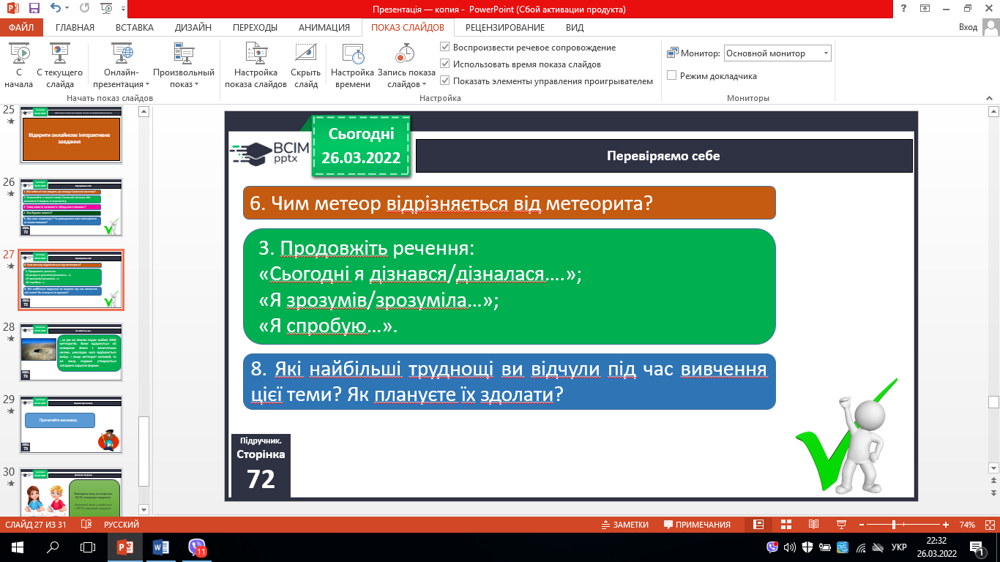 Презентація — копия - PowerPoint (Сбой активации продукта)
ФАЙЛ ГЛАВНАЯ ВСТАВКА ДИЗАЙН ПЕРЕХОДЫ АНИМАЦИЯ ПОКАЗ СЛАЙДОВ РЕЦЕНЗИРОВАНИЕ ВИД Вход
С начала
С текущего слайда
Онлайн-презентация
Произвольный показ
Начать показ слайдов
Настройка показа слайдов
Скрыть слайд
Настройка времени
Запись показа слайдов
Воспроизвести речевое сопровождение
Использовать время показа слайдов
Показать элементы управления проигрывателем
Настройка
Монитор: Основной монитор
Режим докладчика
Мониторы
25
Відкрити онлайнове інтерактивне
завдання
26
72
27
72
28
73
29
Прочитайте висновок.
73
30
Сьогодні
26.03.2022
ВСІМ
pptx
Перевіряємо себе
6. Чим метеор відрізняється від метеорита?
3. Продовжіть речення:
«Сьогодні я дізнався/дізналася….»;
«Я зрозумів/зрозуміла…»;
«Я спробую…».
8. Які найбільші труднощі ви відчули під час вивчення
цієї теми? Як плануєте їх здолати?
Підручник.
Сторінка
72
СЛАЙД 27 ИЗ 31 РУССКИЙ ЗАМЕТКИ ПРИМЕЧАНИЯ 74%
11
УКР
22:32
26.03.2022
1